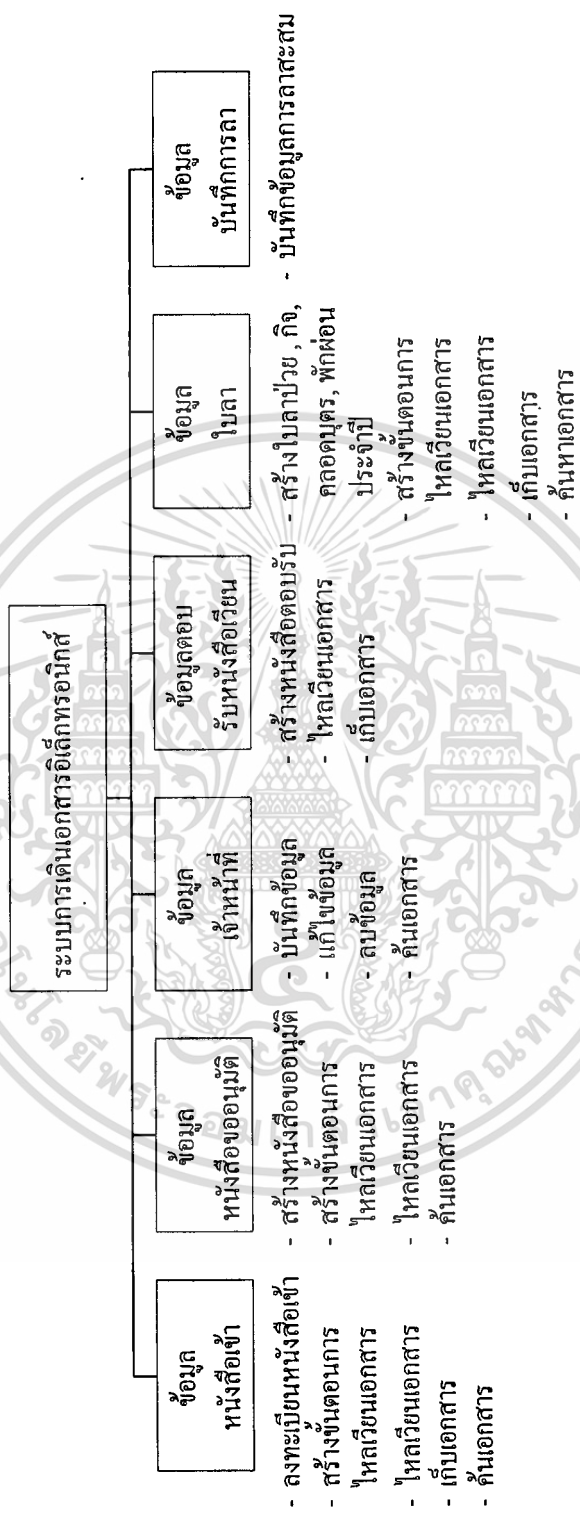 ระบบการเดินเอกสารอิเล็กทรอนิกส์
ข้อมูล
หนังสือเข้า
- ลงทะเบียนหนังสือเข้า
- สร้างขั้นตอนการ
ไหลเวียนเอกสาร
- ไหลเวียนเอกสาร
- เก็บเอกสาร
- ค้นเอกสาร
ข้อมูล
หนังสือขออนุมัติ
- สร้างหนังสือขออนุมัติ
- สร้างขั้นตอนการ
ไหลเวียนเอกสาร
- ไหลเวียนเอกสาร
- ค้นเอกสาร
ข้อมูล
เจ้าหน้าที่
- บันทึกข้อมูล
- แก้ไขข้อมูล
- ลบข้อมูล
- ค้นเอกสาร
ข้อมูลตอบ
รับหนังสือเวียน
- สร้างหนังสือตอบรับ
- ไหลเวียนเอกสาร
- เก็บเอกสาร
ข้อมูล
ใบลา
- สร้างใบลาป่วย , กิจ,
คลอดบุตร, พักผ่อน
ประจำปี
- สร้างขั้นตอนการ
ไหลเวียนเอกสาร
- ไหลเวียนเอกสาร
- เก็บเอกสาร
- ค้นหาเอกสาร
ข้อมูล
บันทึกการลา
- บันทึกข้อมูลการลาสะสม